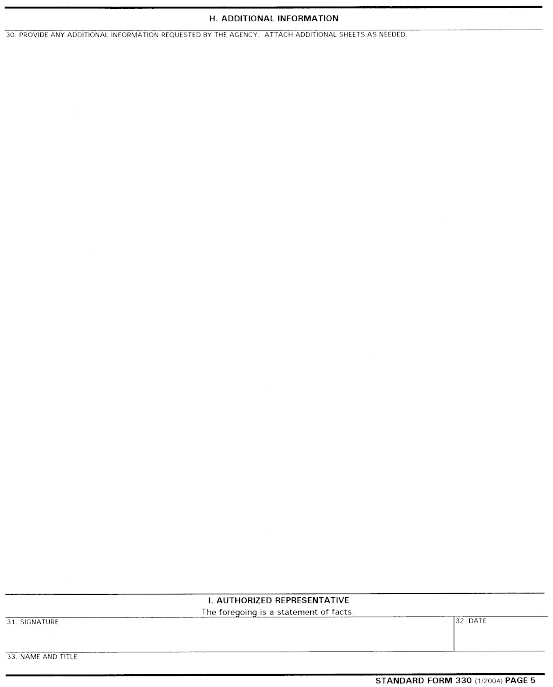 H. ADDITIONAL INFORMATION
30. PROVIDE ANY ADDITIONAL INFORMATION REQUESTED BY THE AGENCY. ATTACH ADDITIONAL SHEETS AS NEEDED.
I. AUTHORIZED REPRESENTATIVE
The foregoing is a statement of facts.
31. SIGNATURE
32. DATE
33. NAME AND TITLE
STANDARD FORM 330 (1/2004) PAGE 5